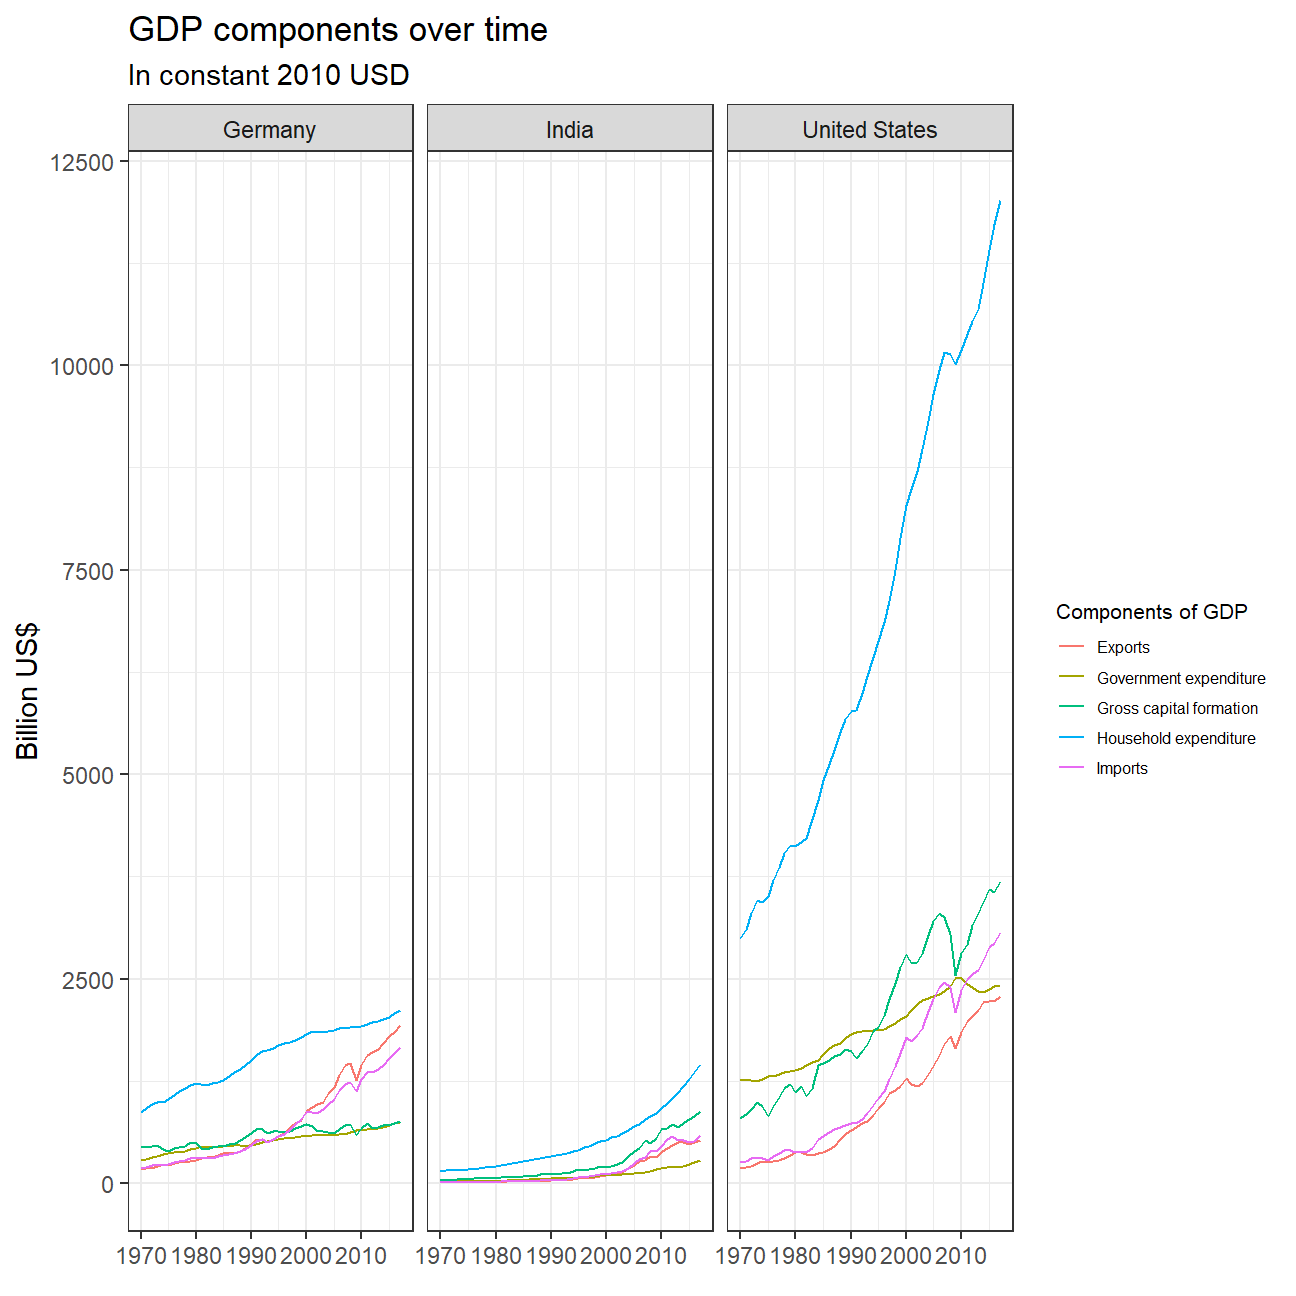 GDP components over time
In constant 2010 USD
Germany
India
United States
Billion US$
12500
10000
7500
5000
2500
0
1970 1980 1990 2000 2010
1970 1980 1990 2000 2010
1970 1980 1990 2000 2010
Components of GDP
Exports
Government expenditure
Gross capital formation
Household expenditure
Imports